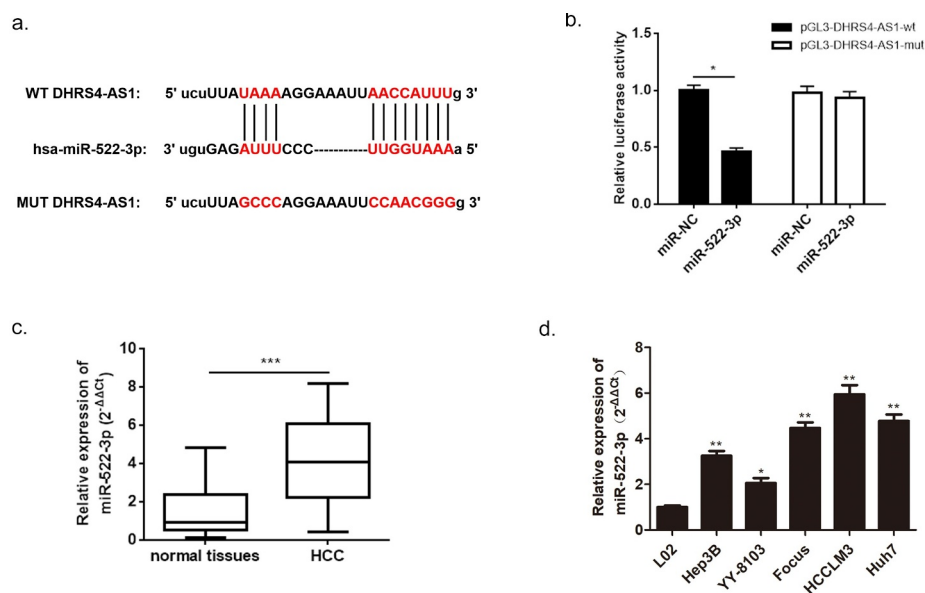 a.
WT DHRS4-AS1: 5' ucuUUAUAAAAGGAAAUUAACCAUUUg 3'
hsa-miR-522-3p: 3' uguGAGAUUUCCC-----------UUGGUAAAa 5'
MUT DHRS4-AS1: 5' ucuUUAGCCCAGGAAAUUCCAACGGGg 3'
b.
pGL3-DHRS4-AS1-wt
pGL3-DHRS4-AS1-mut
Relative luciferase activity
1.5
1.0
0.5
0.0
*
miR-NC
miR-522-3p
miR-NC
miR-522-3p
c.
Relative expression of
miR-522-3p (2-ΔΔCt)
10
8
6
4
2
0
***
normal tissues
HCC
d.
Relative expression of
miR-522-3p (2-ΔΔCt)
8
6
4
2
0
**
*
**
**
**
L02
Hep3B
YY-8103
Focus
HCCLM3
Huh7